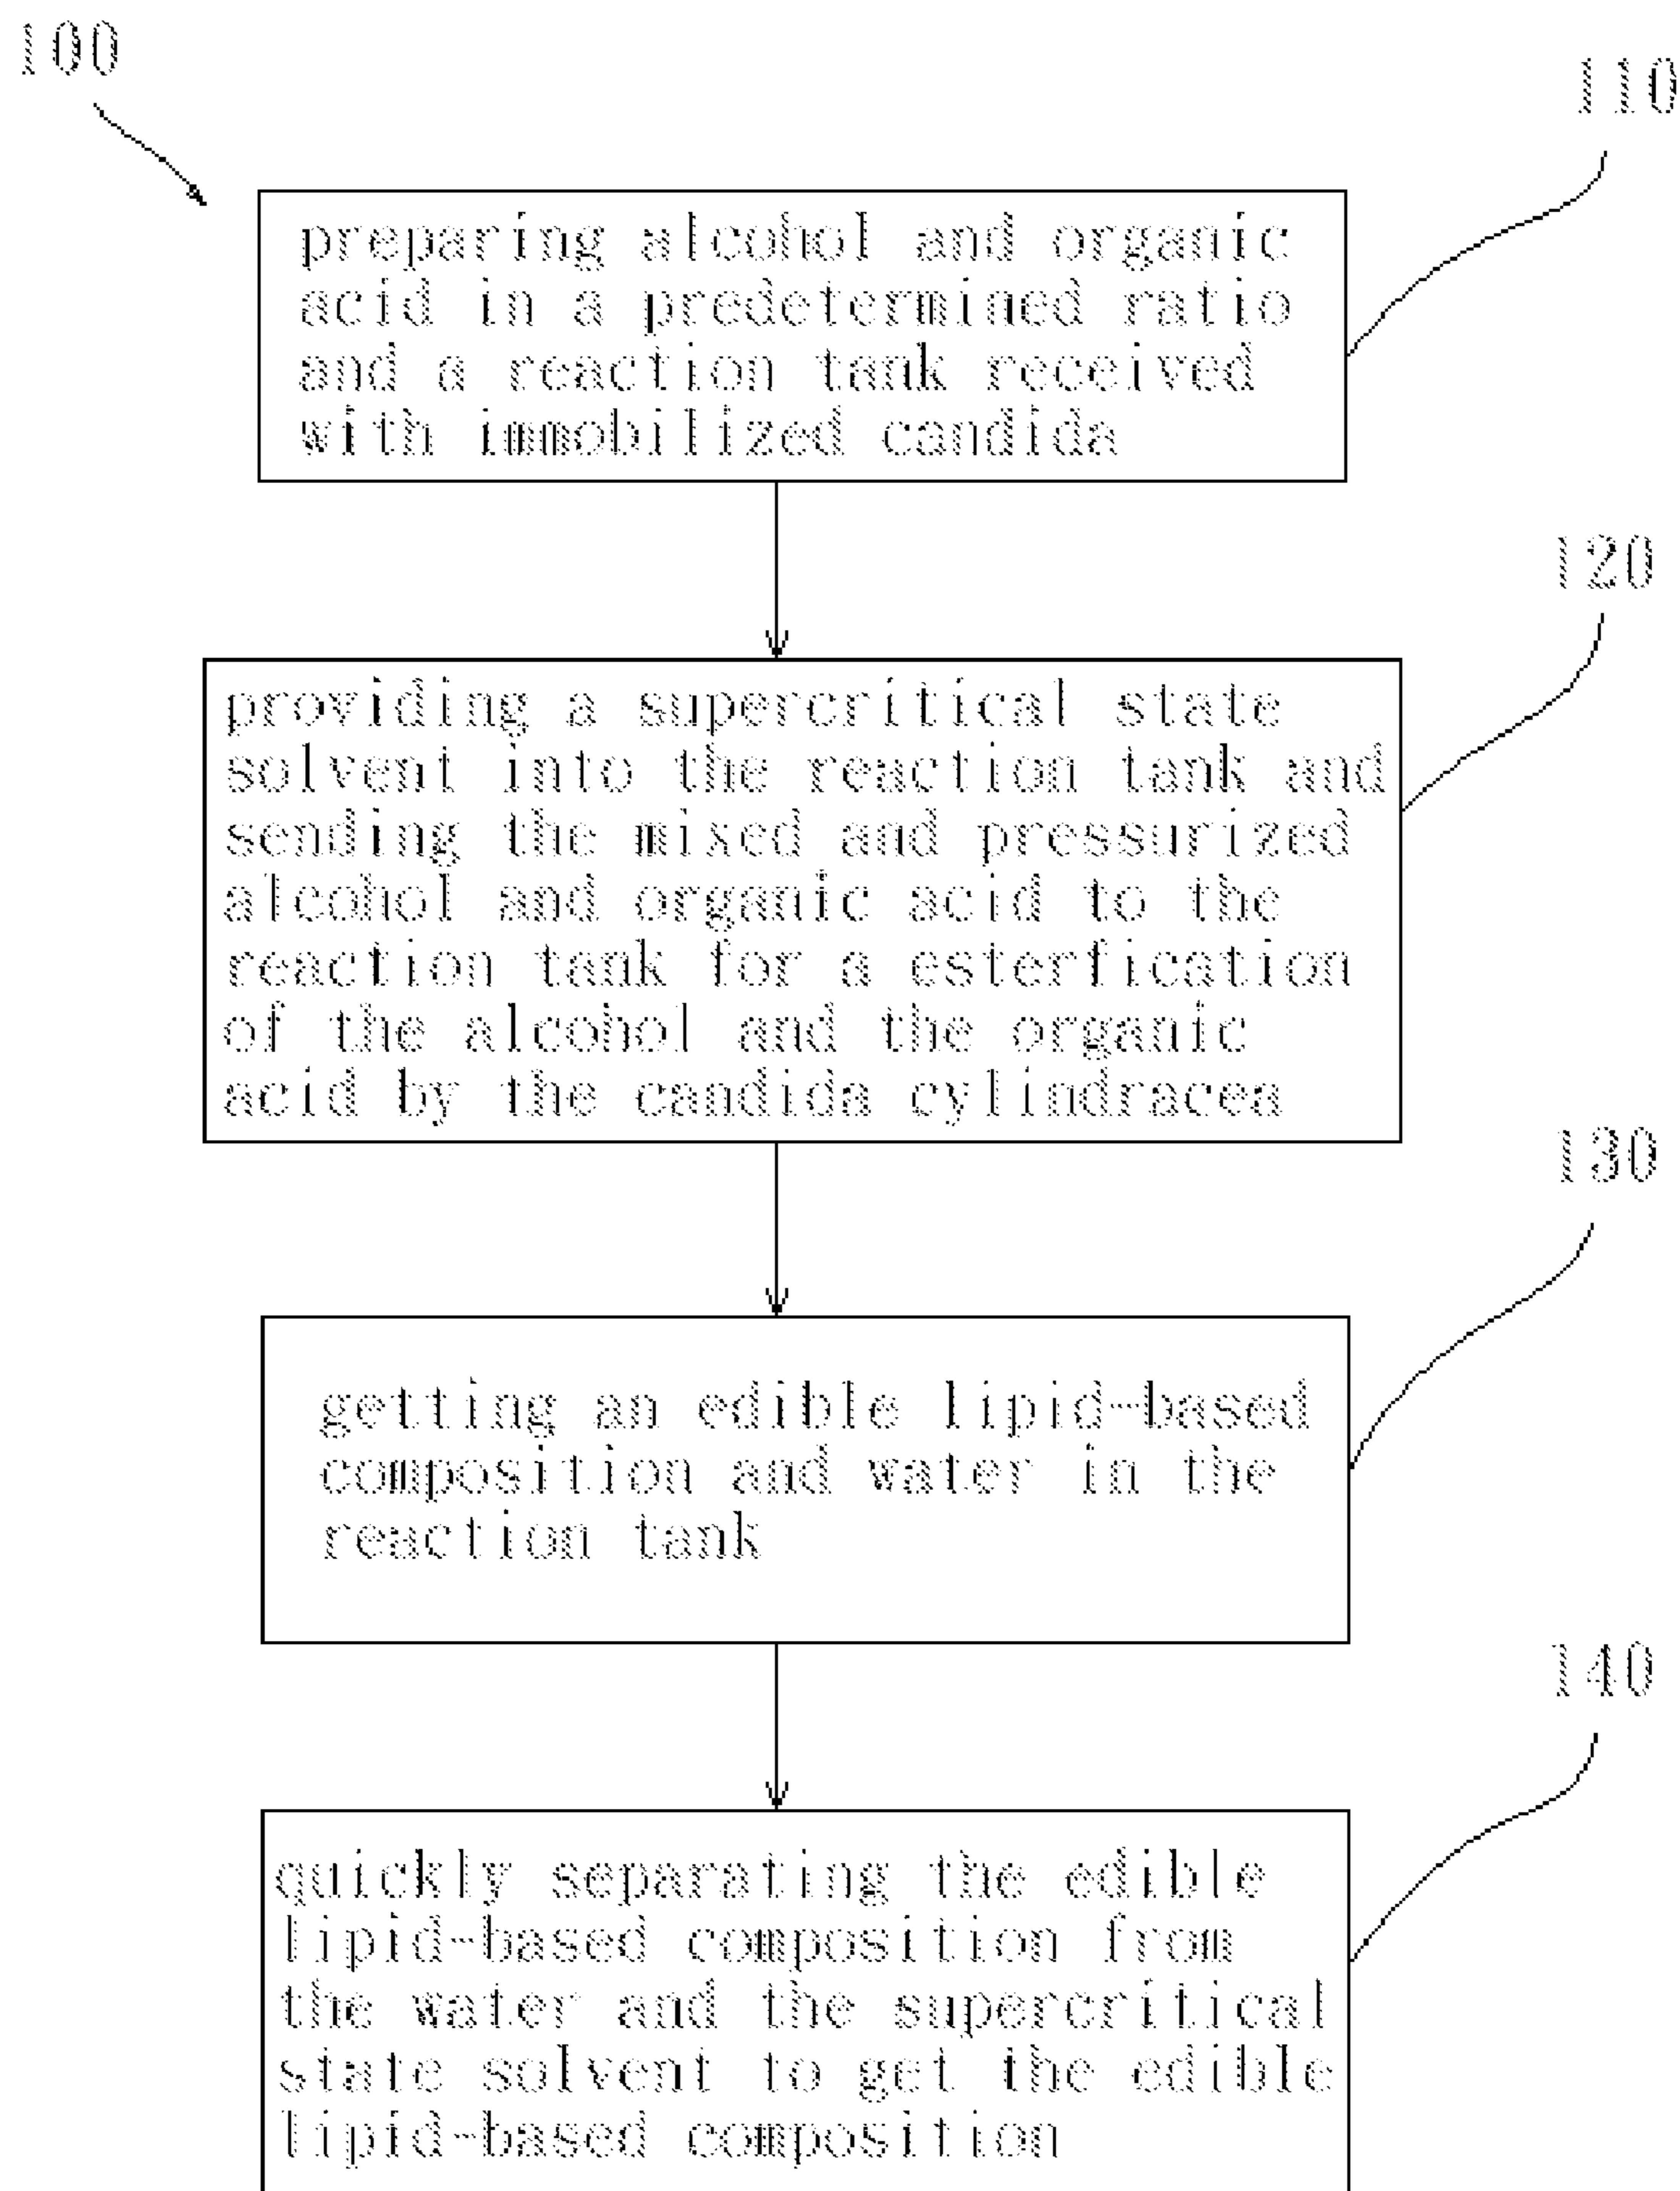 100
110
preparing alcohol and organic
acid in a predetermined ratio
and a reaction tank received
with immobilized candida
120
providing a supercritical state
solvent into the reaction tank and
sending the mixed and pressurized
alcohol and organic acid to the
reaction tank for a esterfication
of the alcohol and the organic
acid by the candida cylindracea
130
getting an edible lipid-based
composition and water in the
reaction tank
140
quickly separating the edible
lipid-based composition from
the water and the supercritical
state solvent to get the edible
lipid-based composition